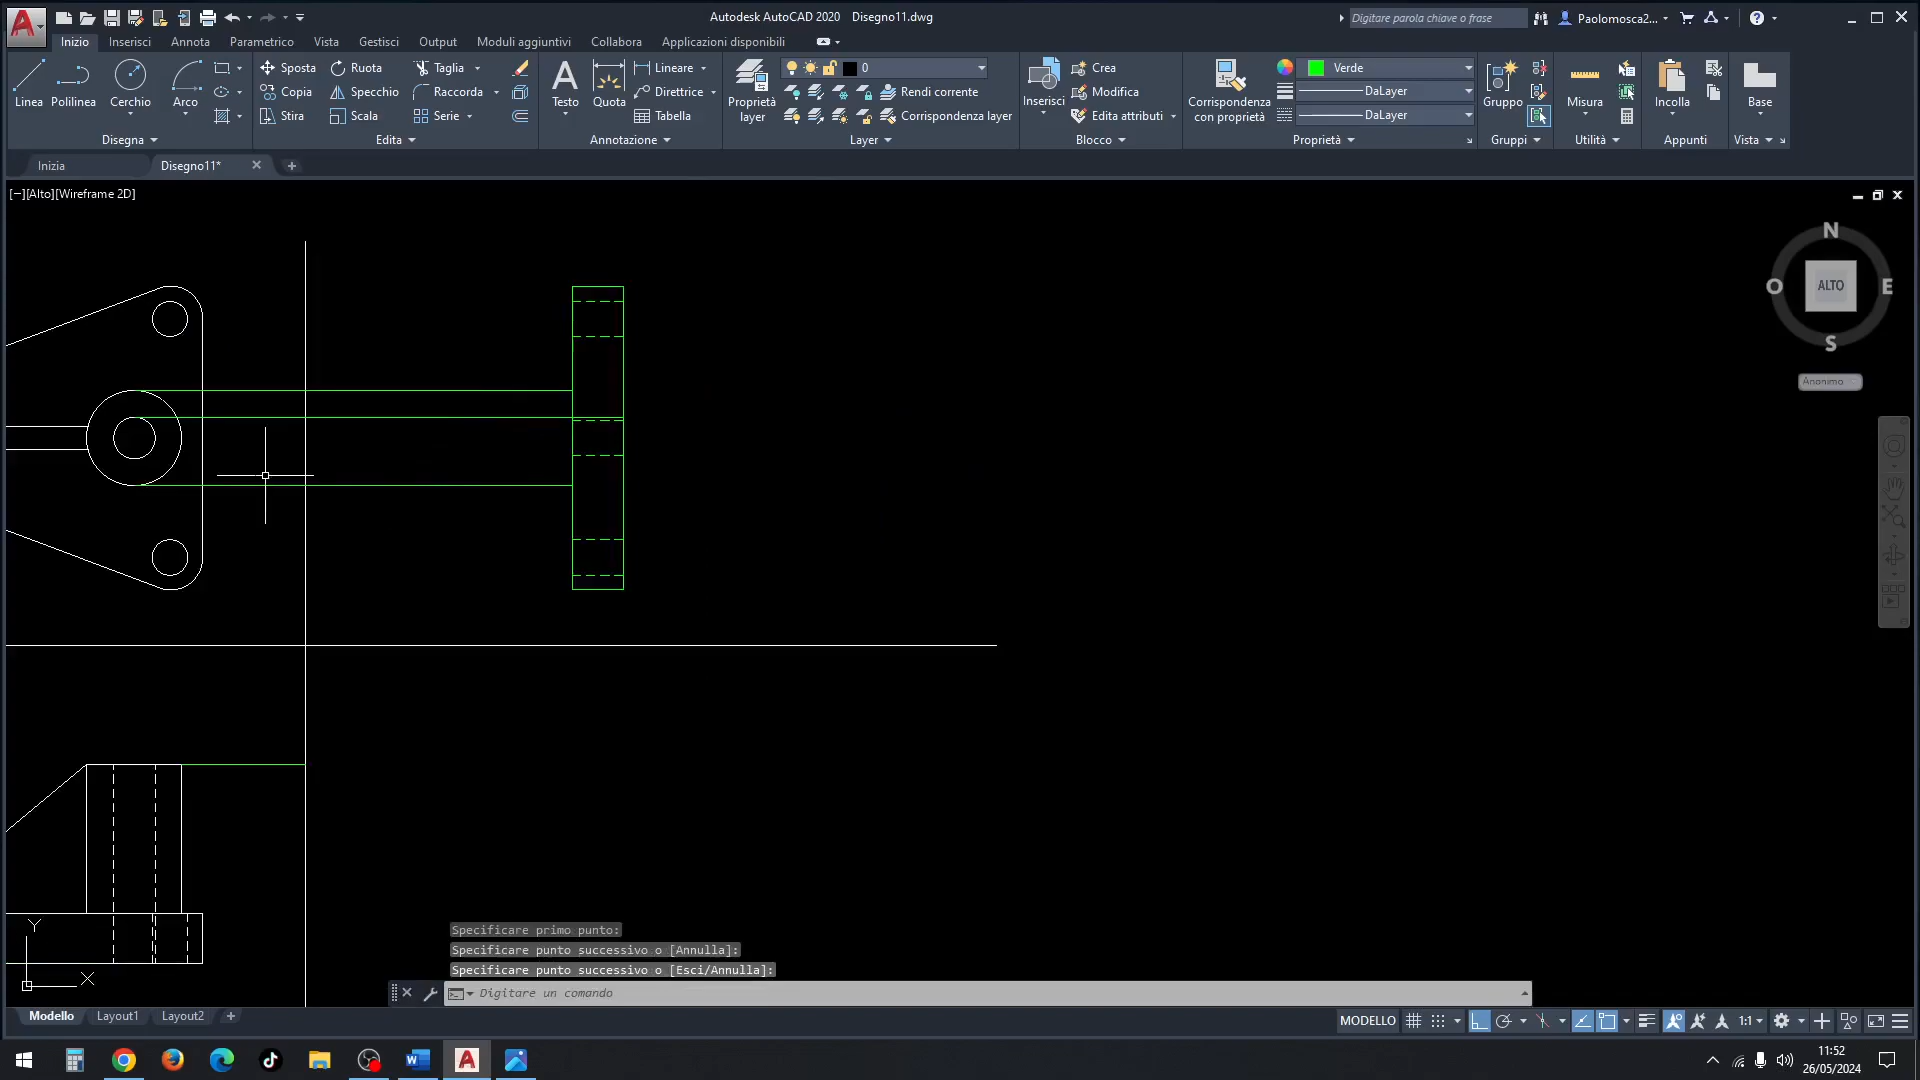 Autodesk AutoCAD 2020 Disegno11.dwg
Digitare parola chiave o frase
Paolomosca2...
Inizio Inserisci Annota Parametrico Vista Gestisci Output Moduli aggiuntivi Collabora Applicazioni disponibili
Linea Polilinea Cerchio Arco
Sposta Ruota Taglia
Copia Specchio Raccorda
Stira Scala Serie
Testo Quota
Lineare
Direttrice
Tabella
Proprietà layer
0
Rendi corrente
Corrispondenza layer
Inserisci
Crea
Modifica
Edita attributi
Corrispondenza con proprietà
Verde
DaLayer
DaLayer
Gruppo
Misura
Incolla
Base
Disegna Edita Annotazione Layer Blocco Proprietà Gruppi Utilità Appunti Vista
Inizia Disegno11*
[−][Alto][Wireframe 2D]
N
O ALTO E
S
Anonimo
Y
X
Specificare primo punto:
Specificare punto successivo o [Annulla]:
Specificare punto successivo o [Esci/Annulla]:
Digitare un comando
Modello Layout1 Layout2
MODELLO 1:1
11:52
26/05/2024